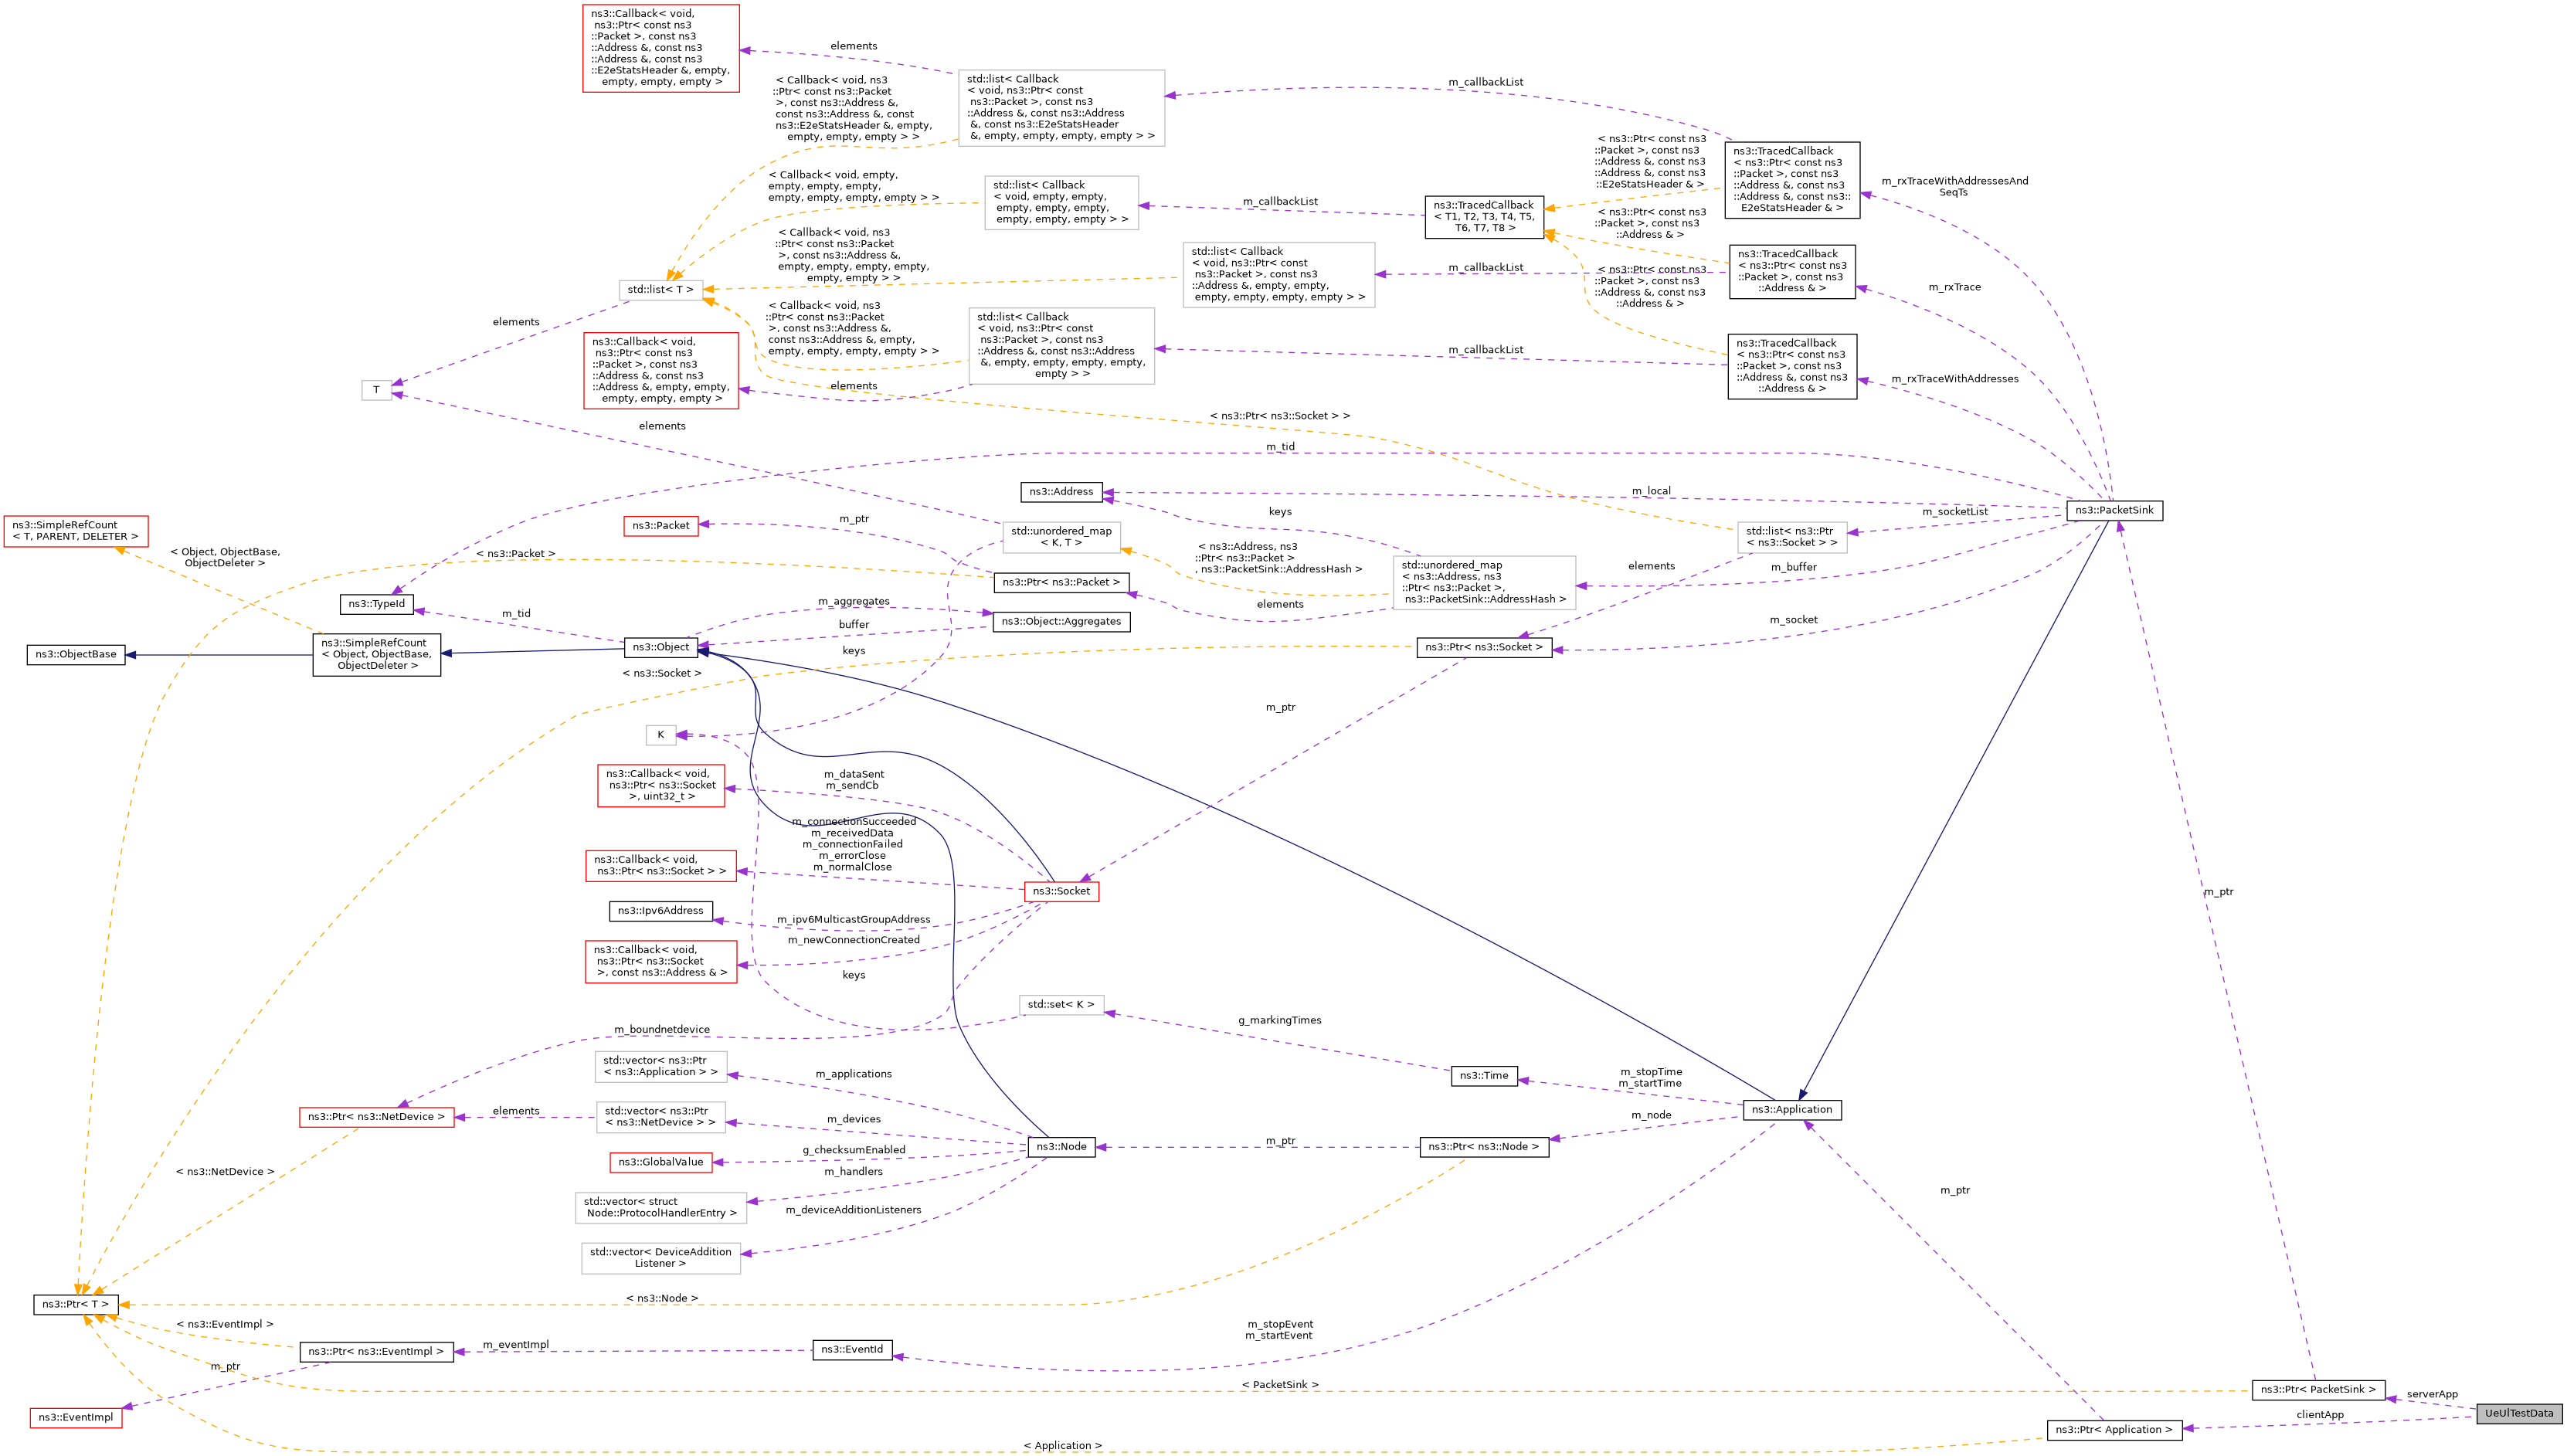 ns3::Callback< void,
ns3::Ptr< const ns3
::Packet >, const ns3
::Address &, const ns3
::Address &, const ns3
::E2eStatsHeader &, empty,
empty, empty, empty >
elements
std::list< Callback
< void, ns3::Ptr< const
ns3::Packet >, const ns3
::Address &, const ns3::Address
&, const ns3::E2eStatsHeader
&, empty, empty, empty, empty > >
m_callbackList
< Callback< void, ns3
::Ptr< const ns3::Packet
>, const ns3::Address &,
const ns3::Address &, const
ns3::E2eStatsHeader &, empty,
empty, empty, empty > >
< ns3::Ptr< const ns3
::Packet >, const ns3
::Address &, const ns3
::Address &, const ns3
::E2eStatsHeader & >
ns3::TracedCallback
< ns3::Ptr< const ns3
::Packet >, const ns3
::Address &, const ns3
::Address &, const ns3::
E2eStatsHeader & >
m_rxTraceWithAddressesAnd
SeqTs
< Callback< void, empty,
empty, empty, empty,
empty, empty, empty, empty > >
std::list< Callback
< void, empty, empty,
empty, empty, empty,
empty, empty, empty > >
m_callbackList
ns3::TracedCallback
< T1, T2, T3, T4, T5,
T6, T7, T8 >
< ns3::Ptr< const ns3
::Packet >, const ns3
::Address & >
< Callback< void, ns3
::Ptr< const ns3::Packet
>, const ns3::Address &,
empty, empty, empty, empty,
empty, empty > >
std::list< Callback
< void, ns3::Ptr< const
ns3::Packet >, const ns3
::Address &, empty, empty,
empty, empty, empty, empty > >
m_callbackList
ns3::TracedCallback
< ns3::Ptr< const ns3
::Packet >, const ns3
::Address & >
m_rxTrace
< ns3::Ptr< const ns3
::Packet >, const ns3
::Address &, const ns3
::Address & >
std::list< T >
elements
< Callback< void, ns3
::Ptr< const ns3::Packet
>, const ns3::Address &,
const ns3::Address &, empty,
empty, empty, empty, empty > >
std::list< Callback
< void, ns3::Ptr< const
ns3::Packet >, const ns3
::Address &, const ns3::Address
&, empty, empty, empty, empty,
empty > >
m_callbackList
ns3::TracedCallback
< ns3::Ptr< const ns3
::Packet >, const ns3
::Address &, const ns3
::Address & >
m_rxTraceWithAddresses
ns3::Callback< void,
ns3::Ptr< const ns3
::Packet >, const ns3
::Address &, const ns3
::Address &, empty, empty,
empty, empty, empty >
elements
T
elements
< ns3::Ptr< ns3::Socket > >
m_tid
ns3::Address
m_local
keys
ns3::PacketSink
m_socketList
std::list< ns3::Ptr
< ns3::Socket > >
ns3::SimpleRefCount
< T, PARENT, DELETER >
ns3::Packet
m_ptr
std::unordered_map
< K, T >
< ns3::Address, ns3
::Ptr< ns3::Packet >
, ns3::PacketSink::AddressHash >
std::unordered_map
< ns3::Address, ns3
::Ptr< ns3::Packet >,
ns3::PacketSink::AddressHash >
elements
m_buffer
< Object, ObjectBase,
ObjectDeleter >
< ns3::Packet >
ns3::Ptr< ns3::Packet >
elements
ns3::TypeId
m_tid
m_aggregates
ns3::Object::Aggregates
buffer
m_socket
ns3::ObjectBase
ns3::SimpleRefCount
< Object, ObjectBase,
ObjectDeleter >
ns3::Object
keys
ns3::Ptr< ns3::Socket >
< ns3::Socket >
m_ptr
K
ns3::Callback< void,
ns3::Ptr< ns3::Socket
>, uint32_t >
m_dataSent
m_sendCb
m_connectionSucceeded
m_receivedData
m_connectionFailed
m_errorClose
m_normalClose
ns3::Callback< void,
ns3::Ptr< ns3::Socket > >
ns3::Socket
m_ptr
ns3::Ipv6Address
m_ipv6MulticastGroupAddress
m_newConnectionCreated
ns3::Callback< void,
ns3::Ptr< ns3::Socket
>, const ns3::Address & >
keys
std::set< K >
g_markingTimes
m_boundnetdevice
std::vector< ns3::Ptr
< ns3::Application > >
m_applications
ns3::Time
m_stopTime
m_startTime
ns3::Application
ns3::Ptr< ns3::NetDevice >
elements
std::vector< ns3::Ptr
< ns3::NetDevice > >
m_devices
m_node
ns3::Node
m_ptr
ns3::Ptr< ns3::Node >
g_checksumEnabled
ns3::GlobalValue
< ns3::NetDevice >
m_handlers
std::vector< struct
Node::ProtocolHandlerEntry >
m_deviceAdditionListeners
m_ptr
std::vector< DeviceAddition
Listener >
ns3::Ptr< T >
< ns3::Node >
< ns3::EventImpl >
m_stopEvent
m_startEvent
ns3::Ptr< ns3::EventImpl >
m_eventImpl
ns3::EventId
m_ptr
< PacketSink >
ns3::Ptr< PacketSink >
serverApp
ns3::EventImpl
clientApp
UeUlTestData
ns3::Ptr< Application >
< Application >